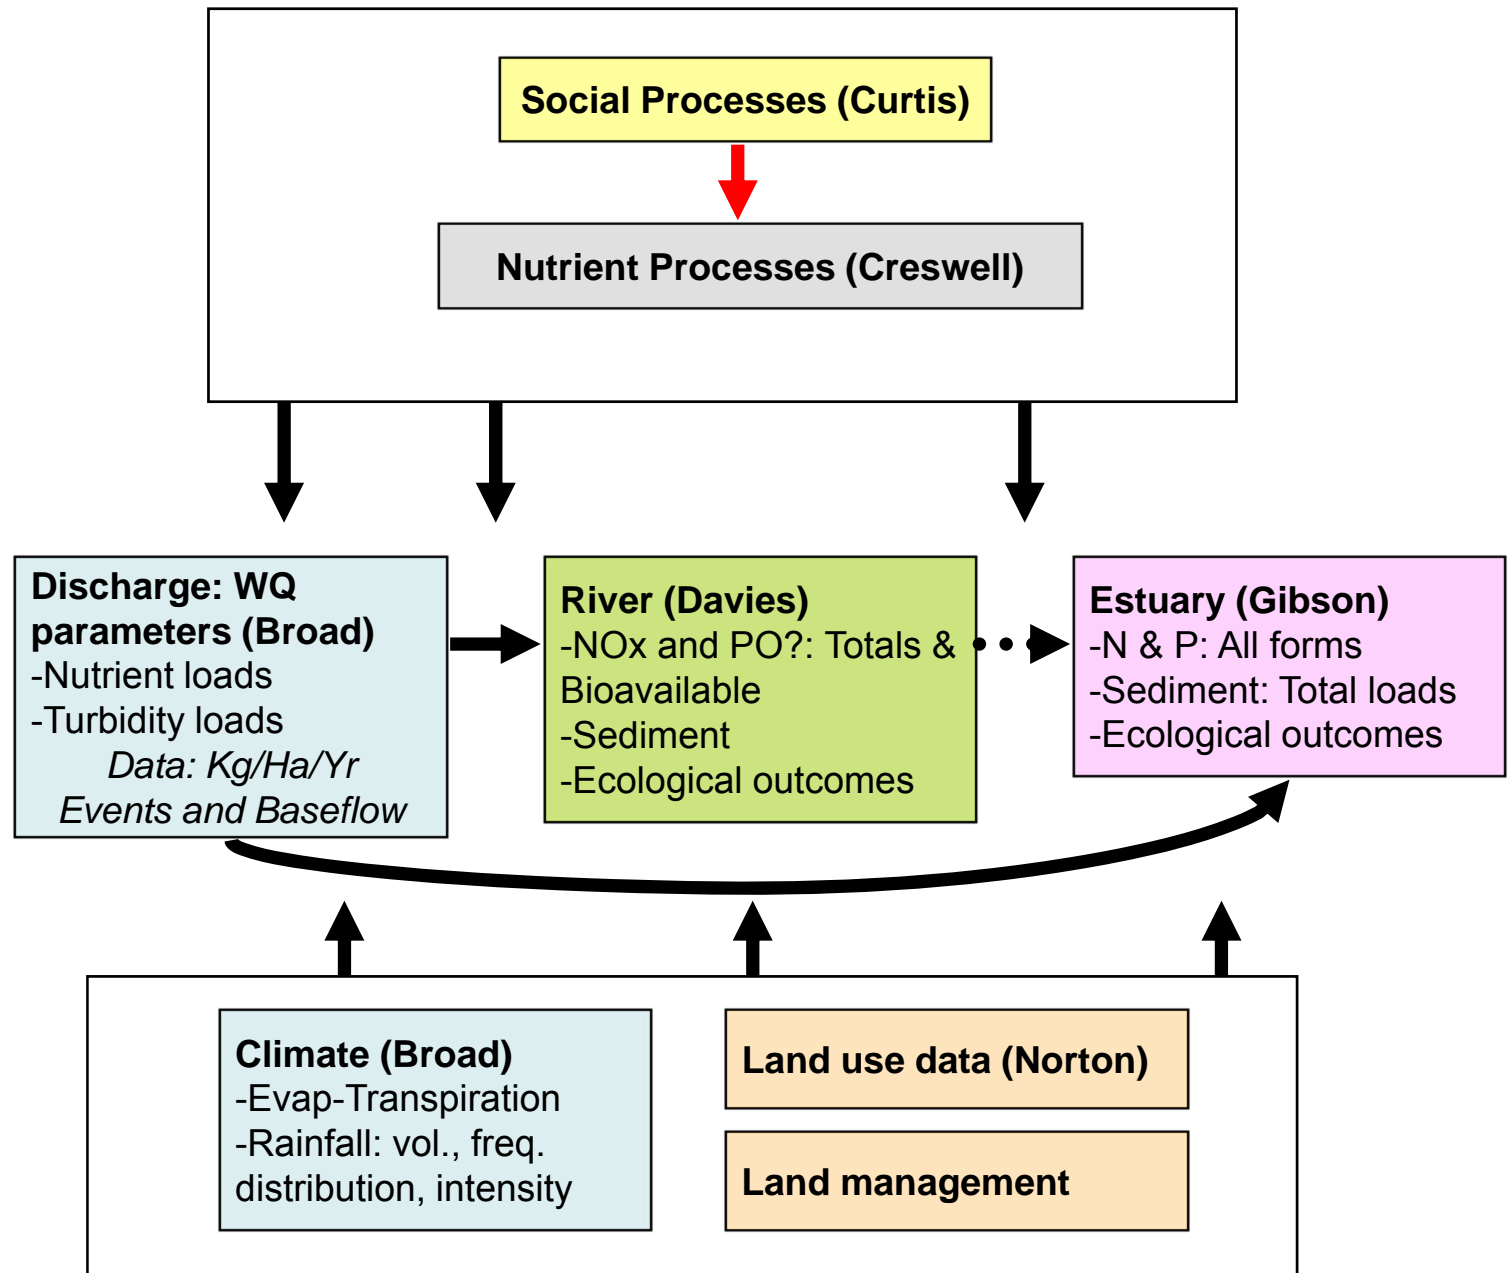 Social Processes (Curtis)
Nutrient Processes (Creswell)
Discharge: WQ
parameters (Broad)
-Nutrient loads
-Turbidity loads
Data: Kg/Ha/Yr
Events and Baseflow
River (Davies)
-NOx and PO?: Totals &
Bioavailable
-Sediment
-Ecological outcomes
Estuary (Gibson)
-N & P: All forms
-Sediment: Total loads
-Ecological outcomes
Climate (Broad)
-Evap-Transpiration
-Rainfall: vol., freq.
distribution, intensity
Land use data (Norton)
Land management